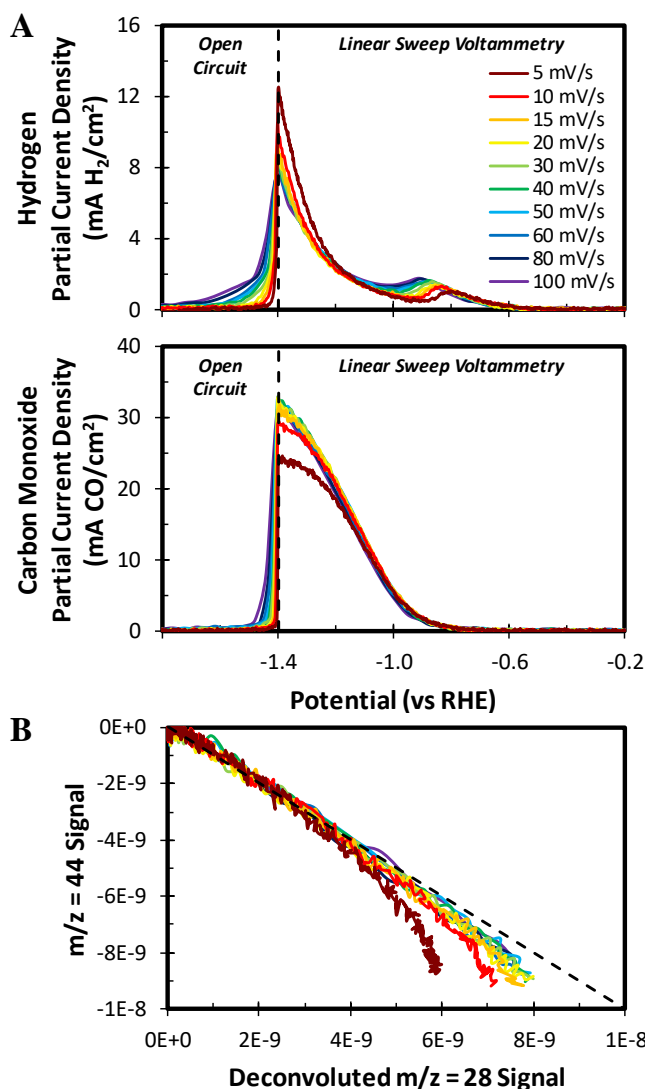 A
Open
Circuit
Linear Sweep Voltammetry
Hydrogen
Partial Current Density
(mA H₂/cm²)
16
12
8
4
0
5 mV/s
10 mV/s
15 mV/s
20 mV/s
30 mV/s
40 mV/s
50 mV/s
60 mV/s
80 mV/s
100 mV/s
Open
Circuit
Linear Sweep Voltammetry
Carbon Monoxide
Partial Current Density
(mA CO/cm²)
40
30
20
10
0
-1.4 -1.0 -0.6 -0.2
Potential (vs RHE)
B
m/z = 44 Signal
0E+0
-2E-9
-4E-9
-6E-9
-8E-9
-1E-8
0E+0 2E-9 4E-9 6E-9 8E-9 1E-8
Deconvoluted m/z = 28 Signal